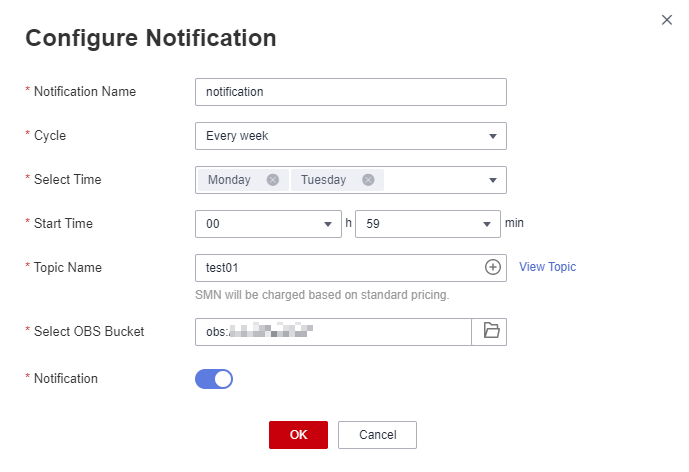 Configure Notification
* Notification Name notification
* Cycle Every week
* Select Time Monday Tuesday
* Start Time 00 h 59 min
* Topic Name test01 View Topic
SMN will be charged based on standard pricing.
* Select OBS Bucket obs:
* Notification
OK Cancel